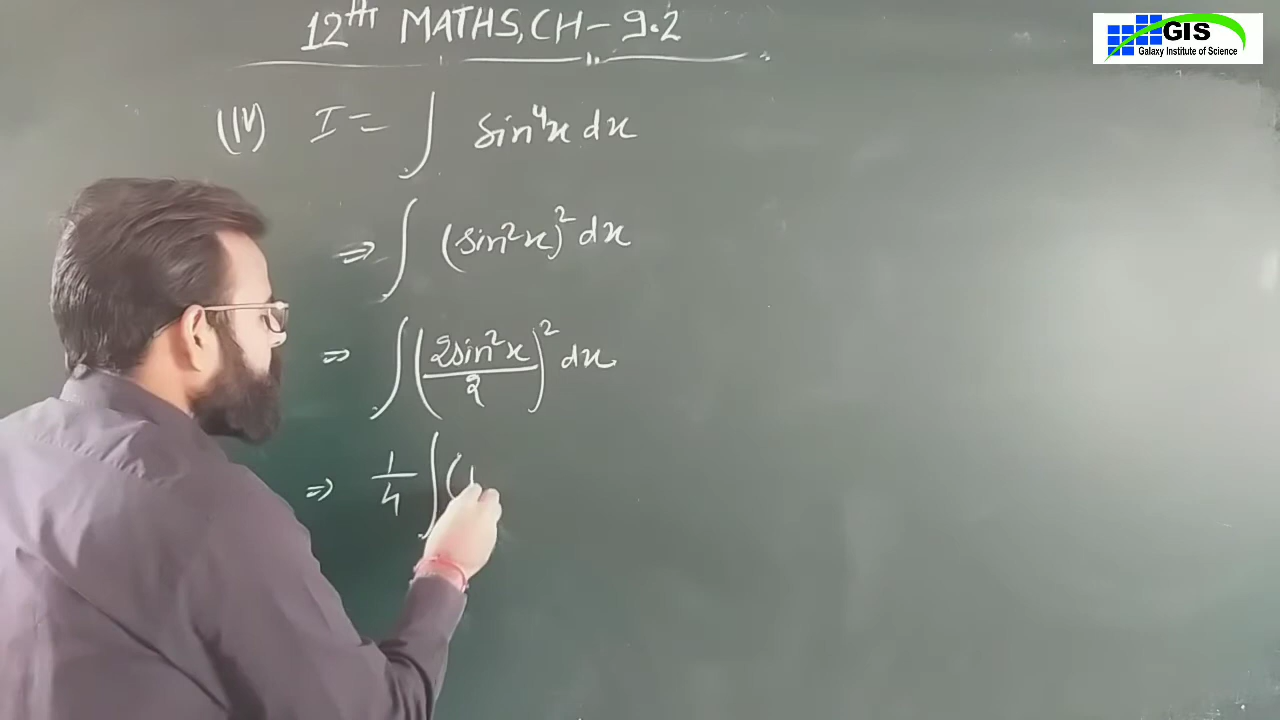 12th MATHS, CH - 9.2
GIS
Galaxy Institute of Science
(IV) I = ∫ sin⁴x dx
⇒ ∫ (sin²x)² dx
⇒ ∫ (2sin²x/2)² dx
⇒ 1/4 ∫ (1